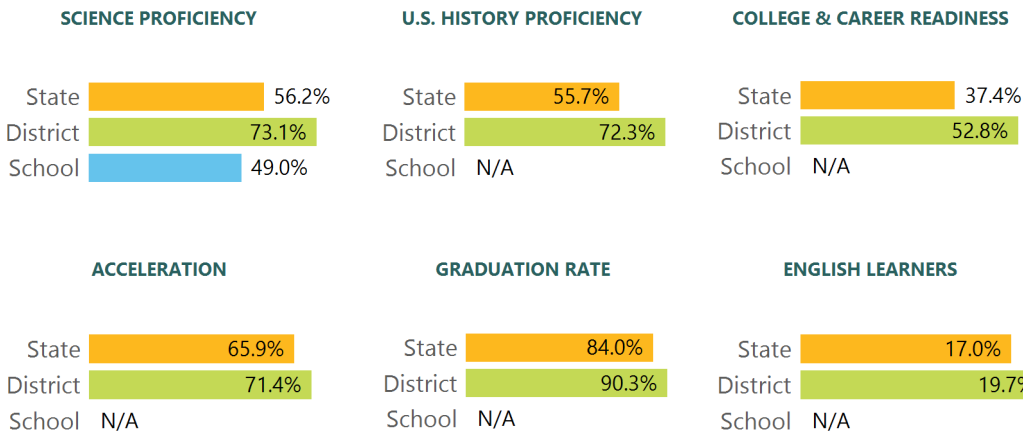 SCIENCE PROFICIENCY
State 56.2%
District 73.1%
School 49.0%
U.S. HISTORY PROFICIENCY
State 55.7%
District 72.3%
School N/A
COLLEGE & CAREER READINESS
State 37.4%
District 52.8%
School N/A
ACCELERATION
State 65.9%
District 71.4%
School N/A
GRADUATION RATE
State 84.0%
District 90.3%
School N/A
ENGLISH LEARNERS
State 17.0%
District 19.7%
School N/A